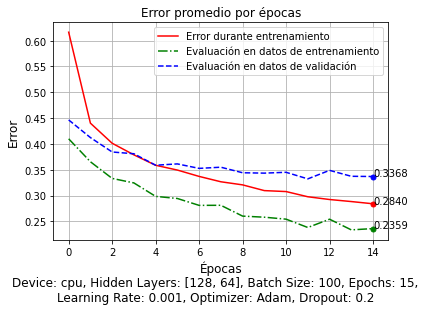 Error promedio por épocas
Error durante entrenamiento
Evaluación en datos de entrenamiento
Evaluación en datos de validación
Error
0.60
0.55
0.50
0.45
0.40
0.35
0.30
0.25
0.3368
0.2840
0.2359
0 2 4 6 8 10 12 14
Épocas
Device: cpu, Hidden Layers: [128, 64], Batch Size: 100, Epochs: 15,
Learning Rate: 0.001, Optimizer: Adam, Dropout: 0.2